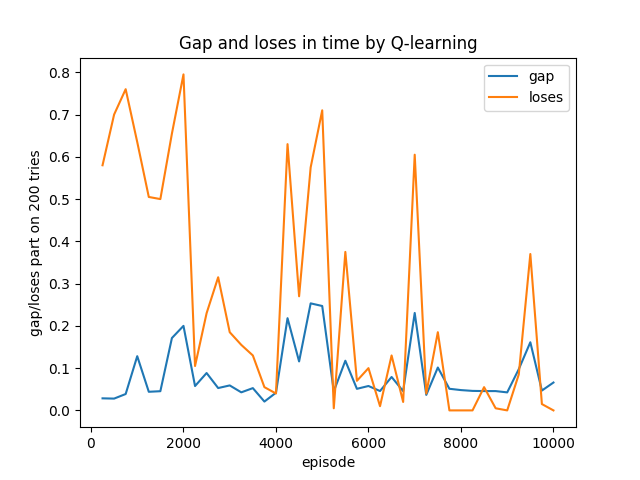 Gap and loses in time by Q-learning
gap
loses
gap/loses part on 200 tries
0.8
0.7
0.6
0.5
0.4
0.3
0.2
0.1
0.0
0 2000 4000 6000 8000 10000
episode